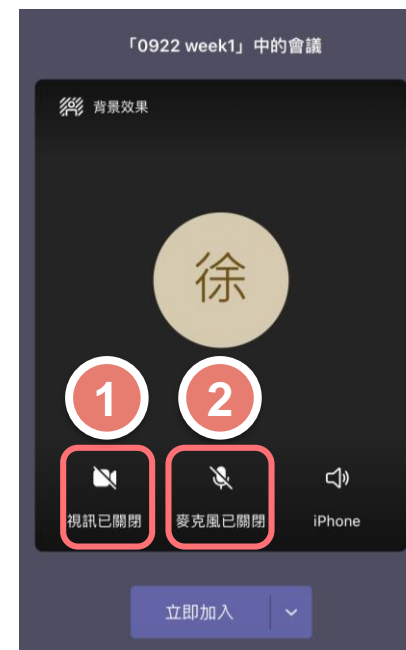 「0922 week1」中的會議
背景效果
徐
1
2
視訊已關閉
麥克風已關閉
iPhone
立即加入